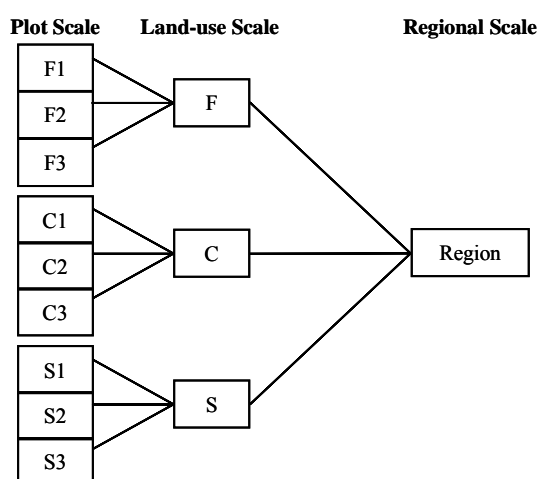 Plot Scale Land-use Scale Regional Scale
F1
F2
F3
F
C1
C2
C3
C
Region
S1
S2
S3
S